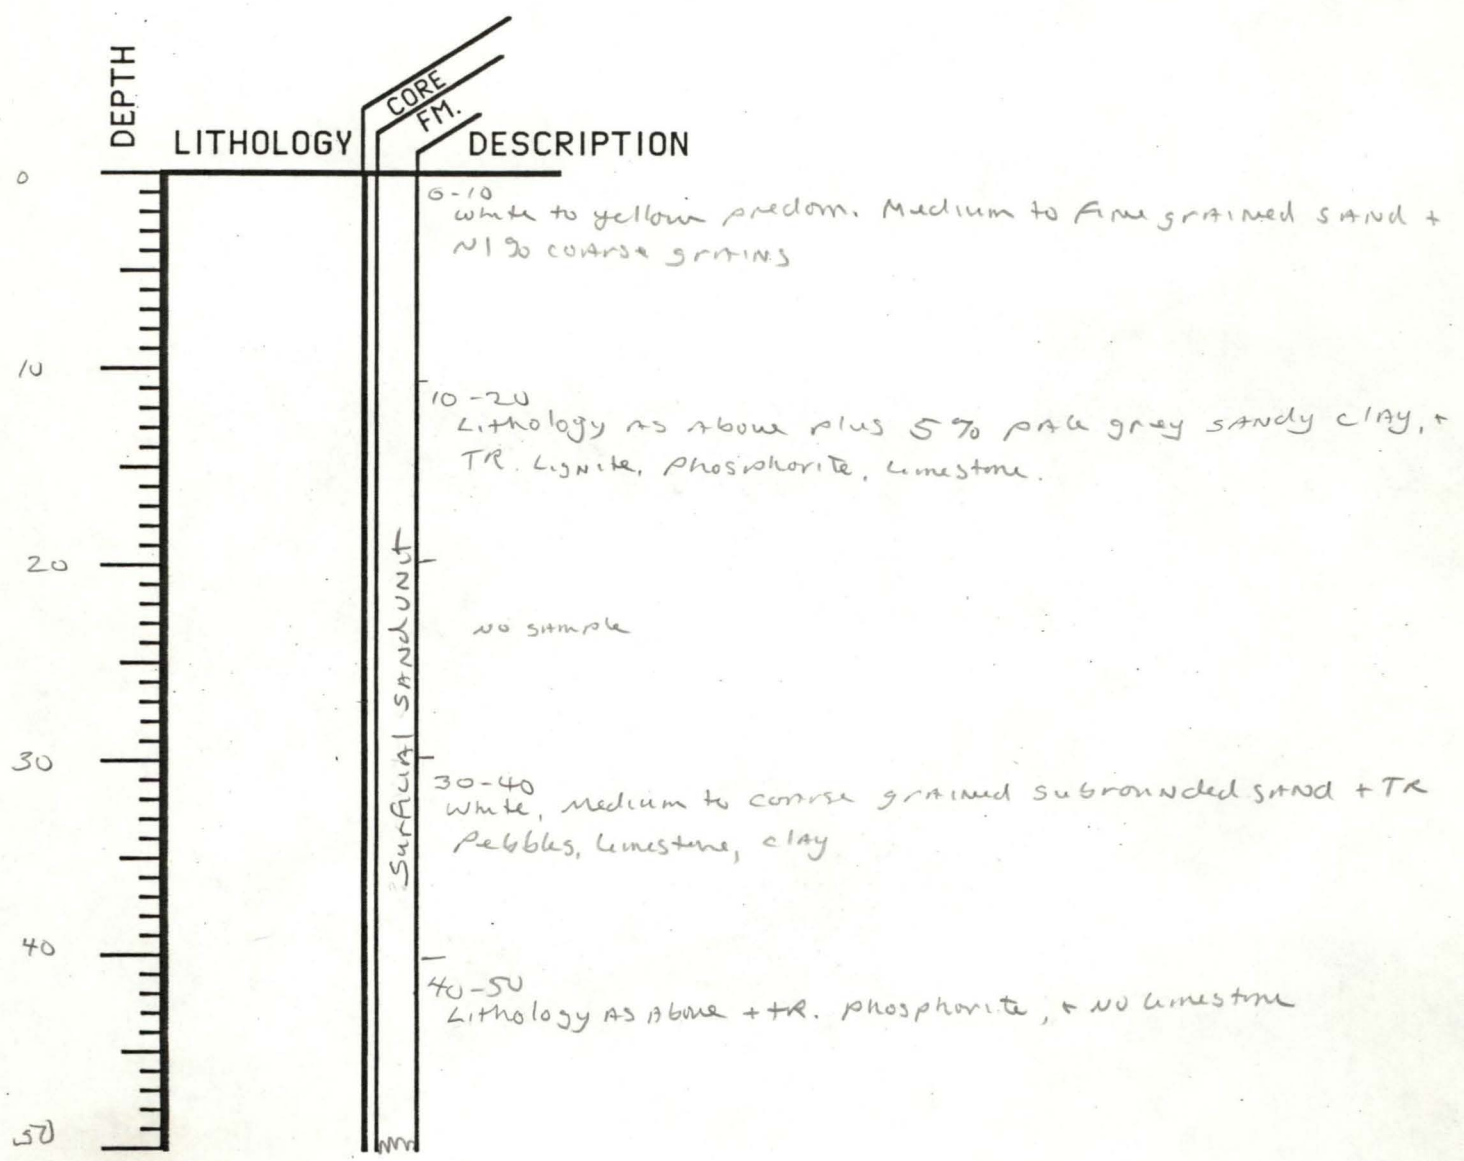 DEPTH
LITHOLOGY
CORE
FM.
DESCRIPTION
0
0-10
white to yellow predom. Medium to fine grained sand +
~1% coarse grains
10
10-20
Lithology as above plus 5% pale grey sandy clay, +
TR. Lignite, phosphorite, limestone.
20
no sample
Surficial Sand Unit
30
30-40
White, medium to coarse grained subrounded sand + TR
Pebbles, limestone, clay
40
40-50
Lithology as above + tr. phosphorite, + no limestone
50